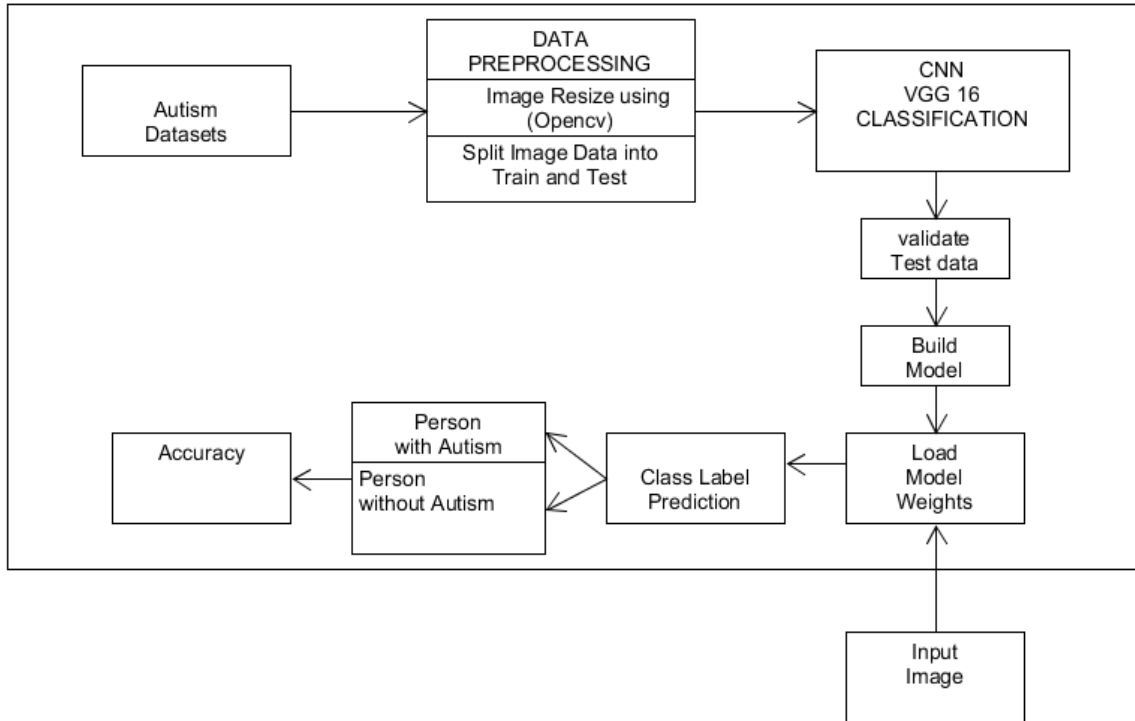 Autism
Datasets
DATA
PREPROCESSING
Image Resize using
(Opencv)
Split Image Data into
Train and Test
CNN
VGG 16
CLASSIFICATION
validate
Test data
Build
Model
Load
Model
Weights
Class Label
Prediction
Person
with Autism
Person
without Autism
Accuracy
Input
Image